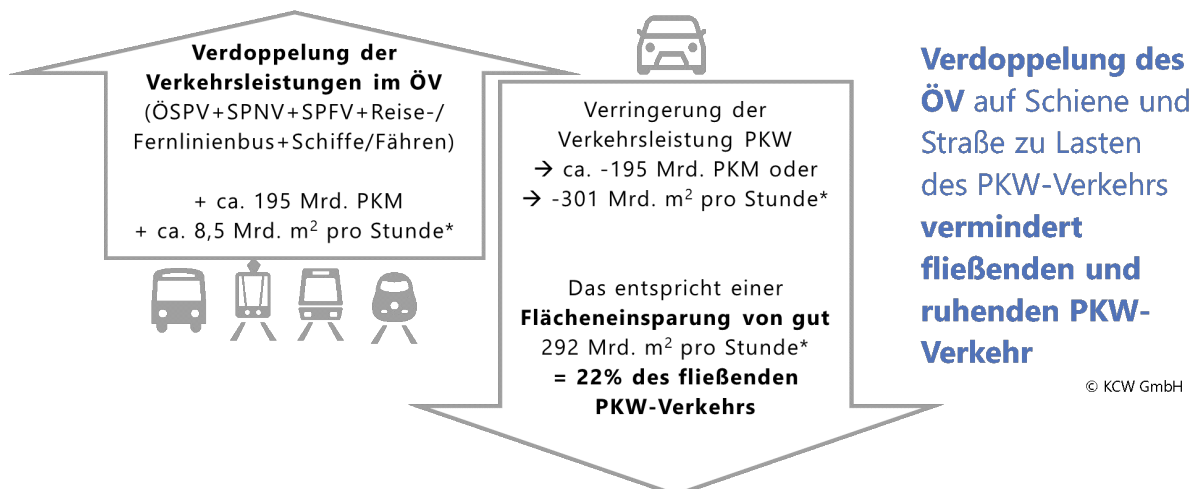 Verdoppelung der
Verkehrsleistungen im ÖV
(ÖSPV+SPNV+SPFV+Reise-/
Fernlinienbus+Schiffe/Fähren)
+ ca. 195 Mrd. PKM
+ ca. 8,5 Mrd. m² pro Stunde*
Verringerung der
Verkehrsleistung PKW
→ ca. -195 Mrd. PKM oder
→ -301 Mrd. m² pro Stunde*
Das entspricht einer
Flächeneinsparung von gut
292 Mrd. m² pro Stunde*
= 22% des fließenden
PKW-Verkehrs
Verdoppelung des
ÖV auf Schiene und
Straße zu Lasten
des PKW-Verkehrs
vermindert
fließenden und
ruhenden PKW-
Verkehr
© KCW GmbH